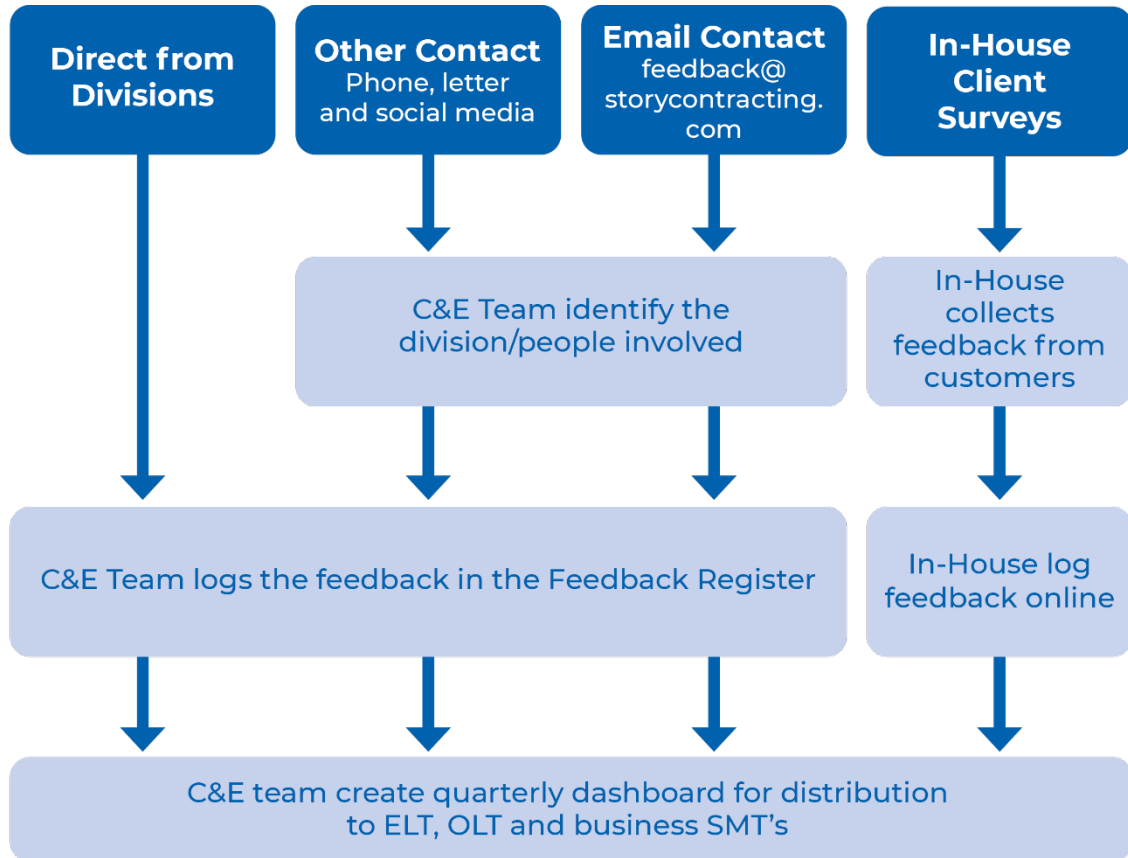 Direct from
Divisions
Other Contact
Phone, letter
and social media
Email Contact
feedback@
storycontracting.
com
In-House
Client
Surveys
C&E Team identify the
division/people involved
In-House
collects
feedback from
customers
C&E Team logs the feedback in the Feedback Register
In-House log
feedback online
C&E team create quarterly dashboard for distribution
to ELT, OLT and business SMT's